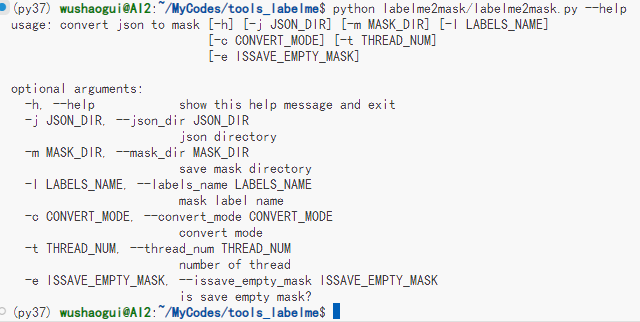 (py37) wushaogui@AI2:~/MyCodes/tools_labelme$ python labelme2mask/labelme2mask.py --help
usage: convert json to mask [-h] [-j JSON_DIR] [-m MASK_DIR] [-l LABELS_NAME]
[-c CONVERT_MODE] [-t THREAD_NUM]
[-e ISSAVE_EMPTY_MASK]
optional arguments:
-h, --help show this help message and exit
-j JSON_DIR, --json_dir JSON_DIR
json directory
-m MASK_DIR, --mask_dir MASK_DIR
save mask directory
-l LABELS_NAME, --labels_name LABELS_NAME
mask label name
-c CONVERT_MODE, --convert_mode CONVERT_MODE
convert mode
-t THREAD_NUM, --thread_num THREAD_NUM
number of thread
-e ISSAVE_EMPTY_MASK, --issave_empty_mask ISSAVE_EMPTY_MASK
is save empty mask?
(py37) wushaogui@AI2:~/MyCodes/tools_labelme$